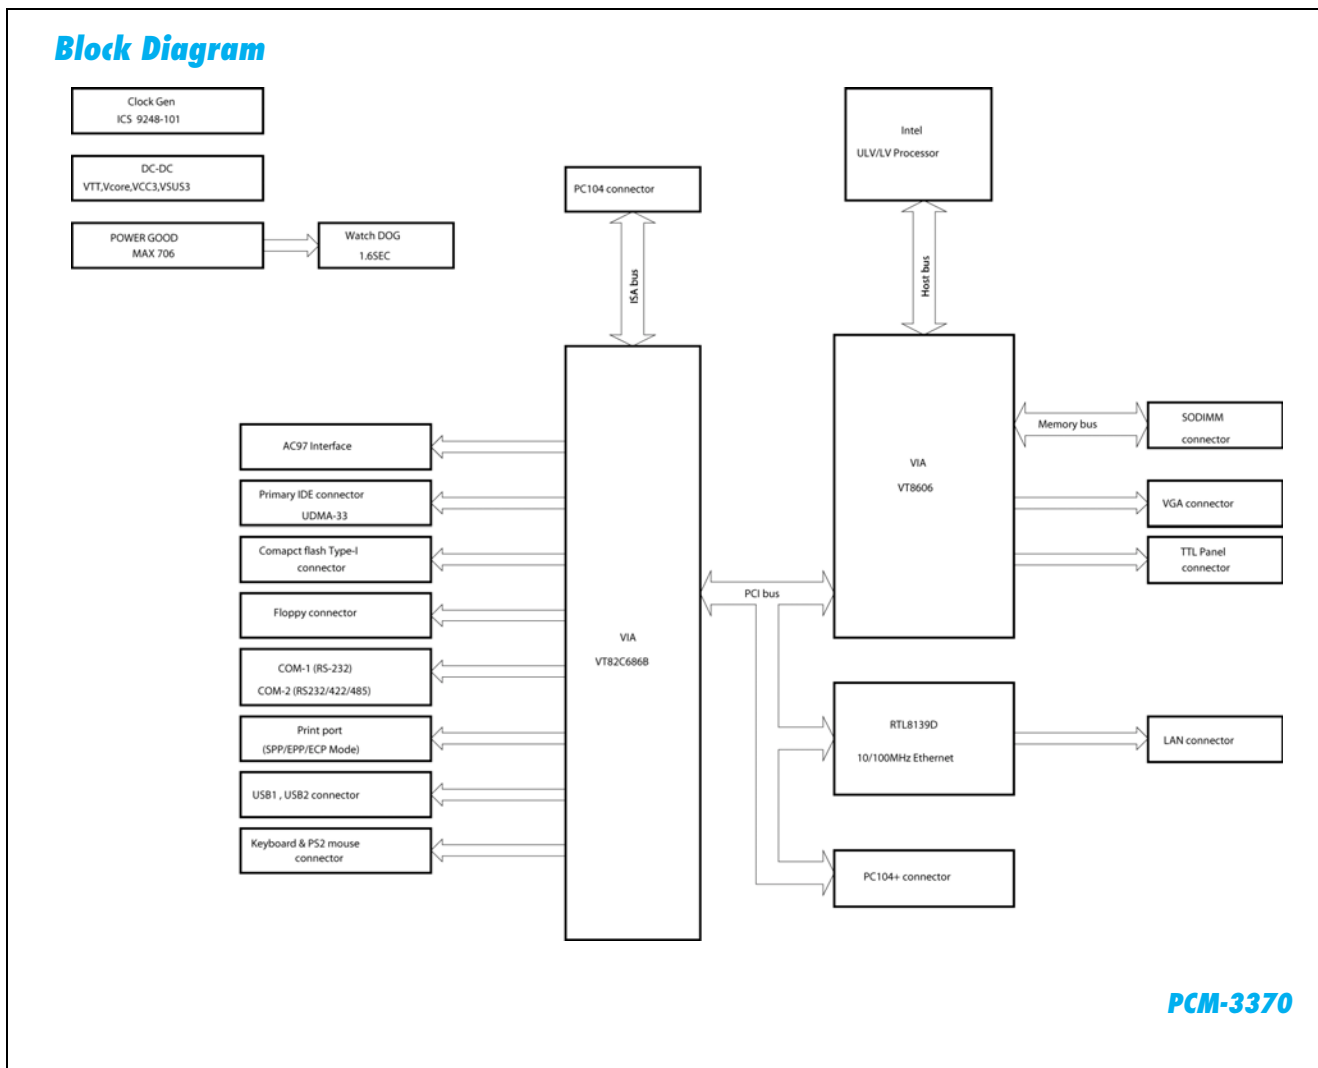 Block Diagram
Clock Gen
ICS 9248-101
DC-DC
VTT,Vcore,VCC3,VSUS3
POWER GOOD
MAX 706
Watch DOG
1.6SEC
PC104 connector
ISA bus
Intel
ULV/LV Processor
Host bus
AC97 Interface
Primary IDE connector
UDMA-33
Comapct flash Type-I
connector
Floppy connector
COM-1 (RS-232)
COM-2 (RS232/422/485)
Print port
(SPP/EPP/ECP Mode)
USB1 , USB2 connector
Keyboard & PS2 mouse
connector
VIA
VT82C686B
PCI bus
VIA
VT8606
Memory bus
SODIMM
connector
VGA connector
TTL Panel
connector
RTL8139D
10/100MHz Ethernet
LAN connector
PC104+ connector
PCM-3370